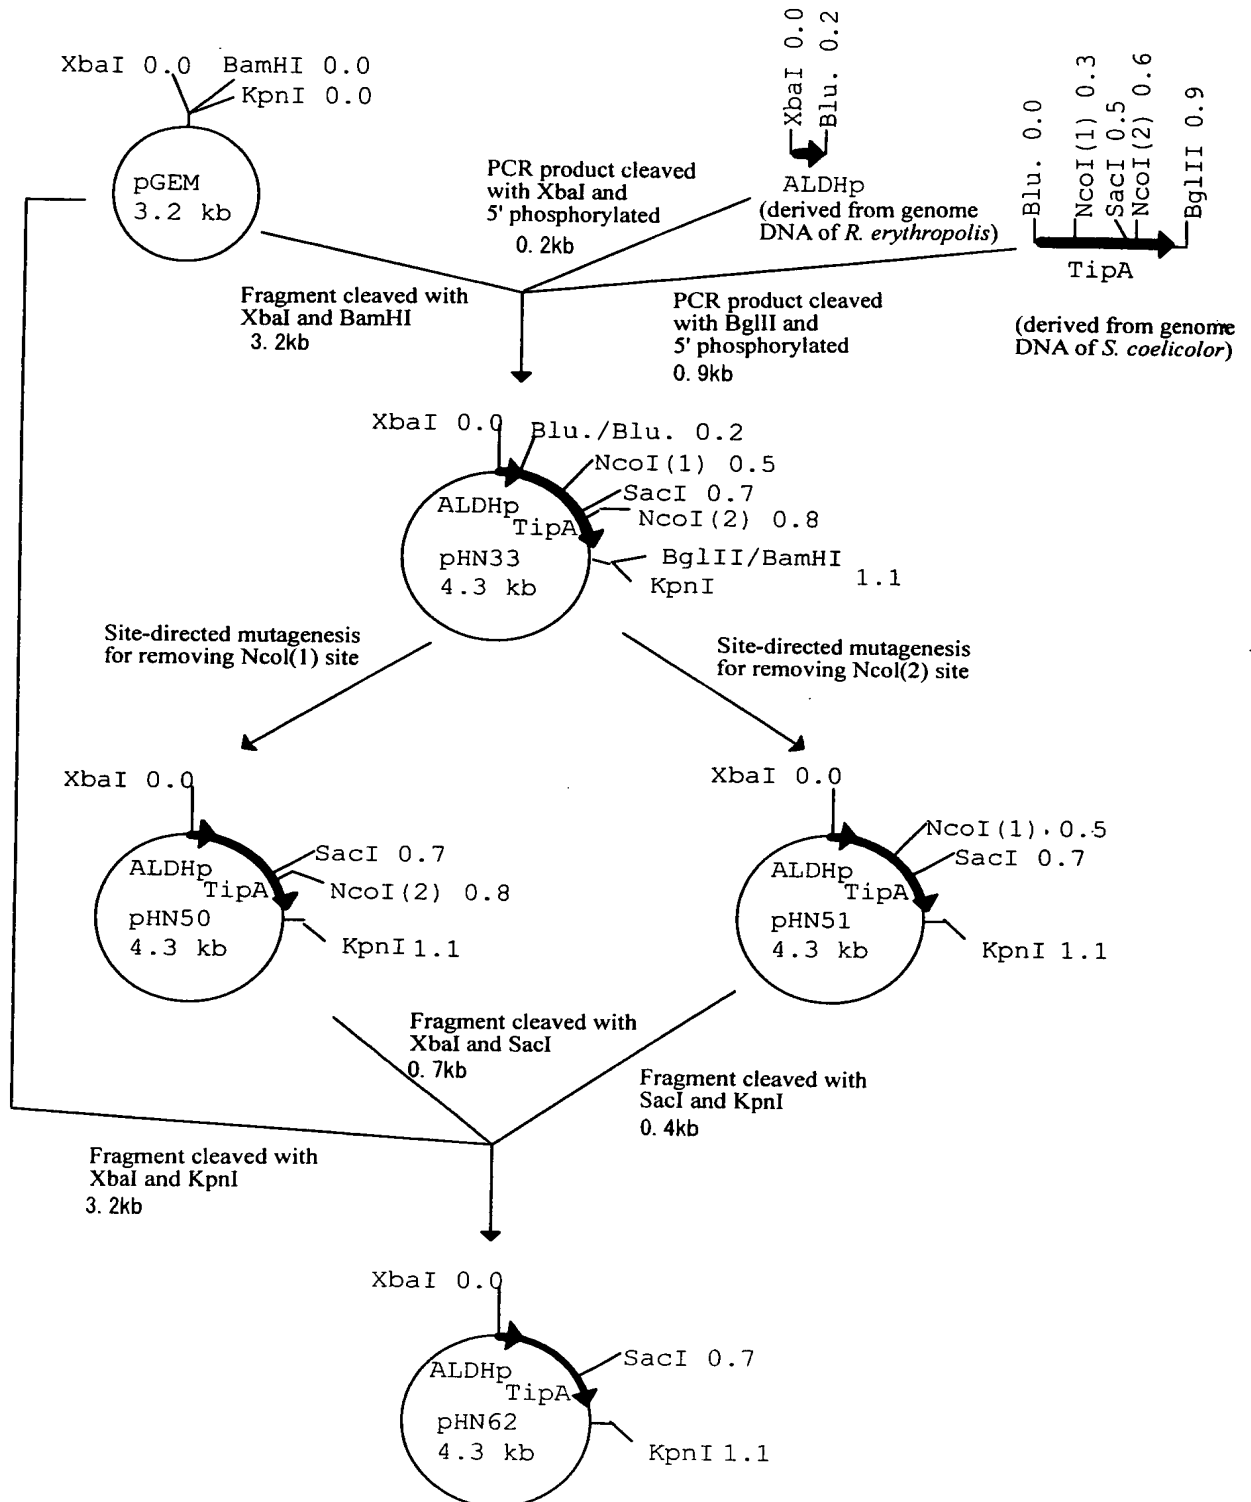 XbaI 0.0
BamHI 0.0
KpnI 0.0
pGEM
3.2 kb
XbaI 0.0
Blu. 0.2
ALDHp
(derived from genome
DNA of R. erythropolis)
Blu. 0.0
NcoI(1) 0.3
SacI 0.5
NcoI(2) 0.6
BglII 0.9
TipA
(derived from genome
DNA of S. coelicolor)
PCR product cleaved
with XbaI and
5' phosphorylated
0.2kb
Fragment cleaved with
XbaI and BamHI
3.2kb
PCR product cleaved
with BglII and
5' phosphorylated
0.9kb
XbaI 0.0
Blu./Blu. 0.2
NcoI(1) 0.5
SacI 0.7
NcoI(2) 0.8
BglII/BamHI
KpnI
1.1
ALDHp
TipA
pHN33
4.3 kb
Site-directed mutagenesis
for removing NcoI(1) site
Site-directed mutagenesis
for removing NcoI(2) site
XbaI 0.0
SacI 0.7
NcoI(2) 0.8
KpnI 1.1
ALDHp
TipA
pHN50
4.3 kb
XbaI 0.0
NcoI(1) 0.5
SacI 0.7
KpnI 1.1
ALDHp
TipA
pHN51
4.3 kb
Fragment cleaved with
XbaI and SacI
0.7kb
Fragment cleaved with
SacI and KpnI
0.4kb
Fragment cleaved with
XbaI and KpnI
3.2kb
XbaI 0.0
SacI 0.7
KpnI 1.1
ALDHp
TipA
pHN62
4.3 kb